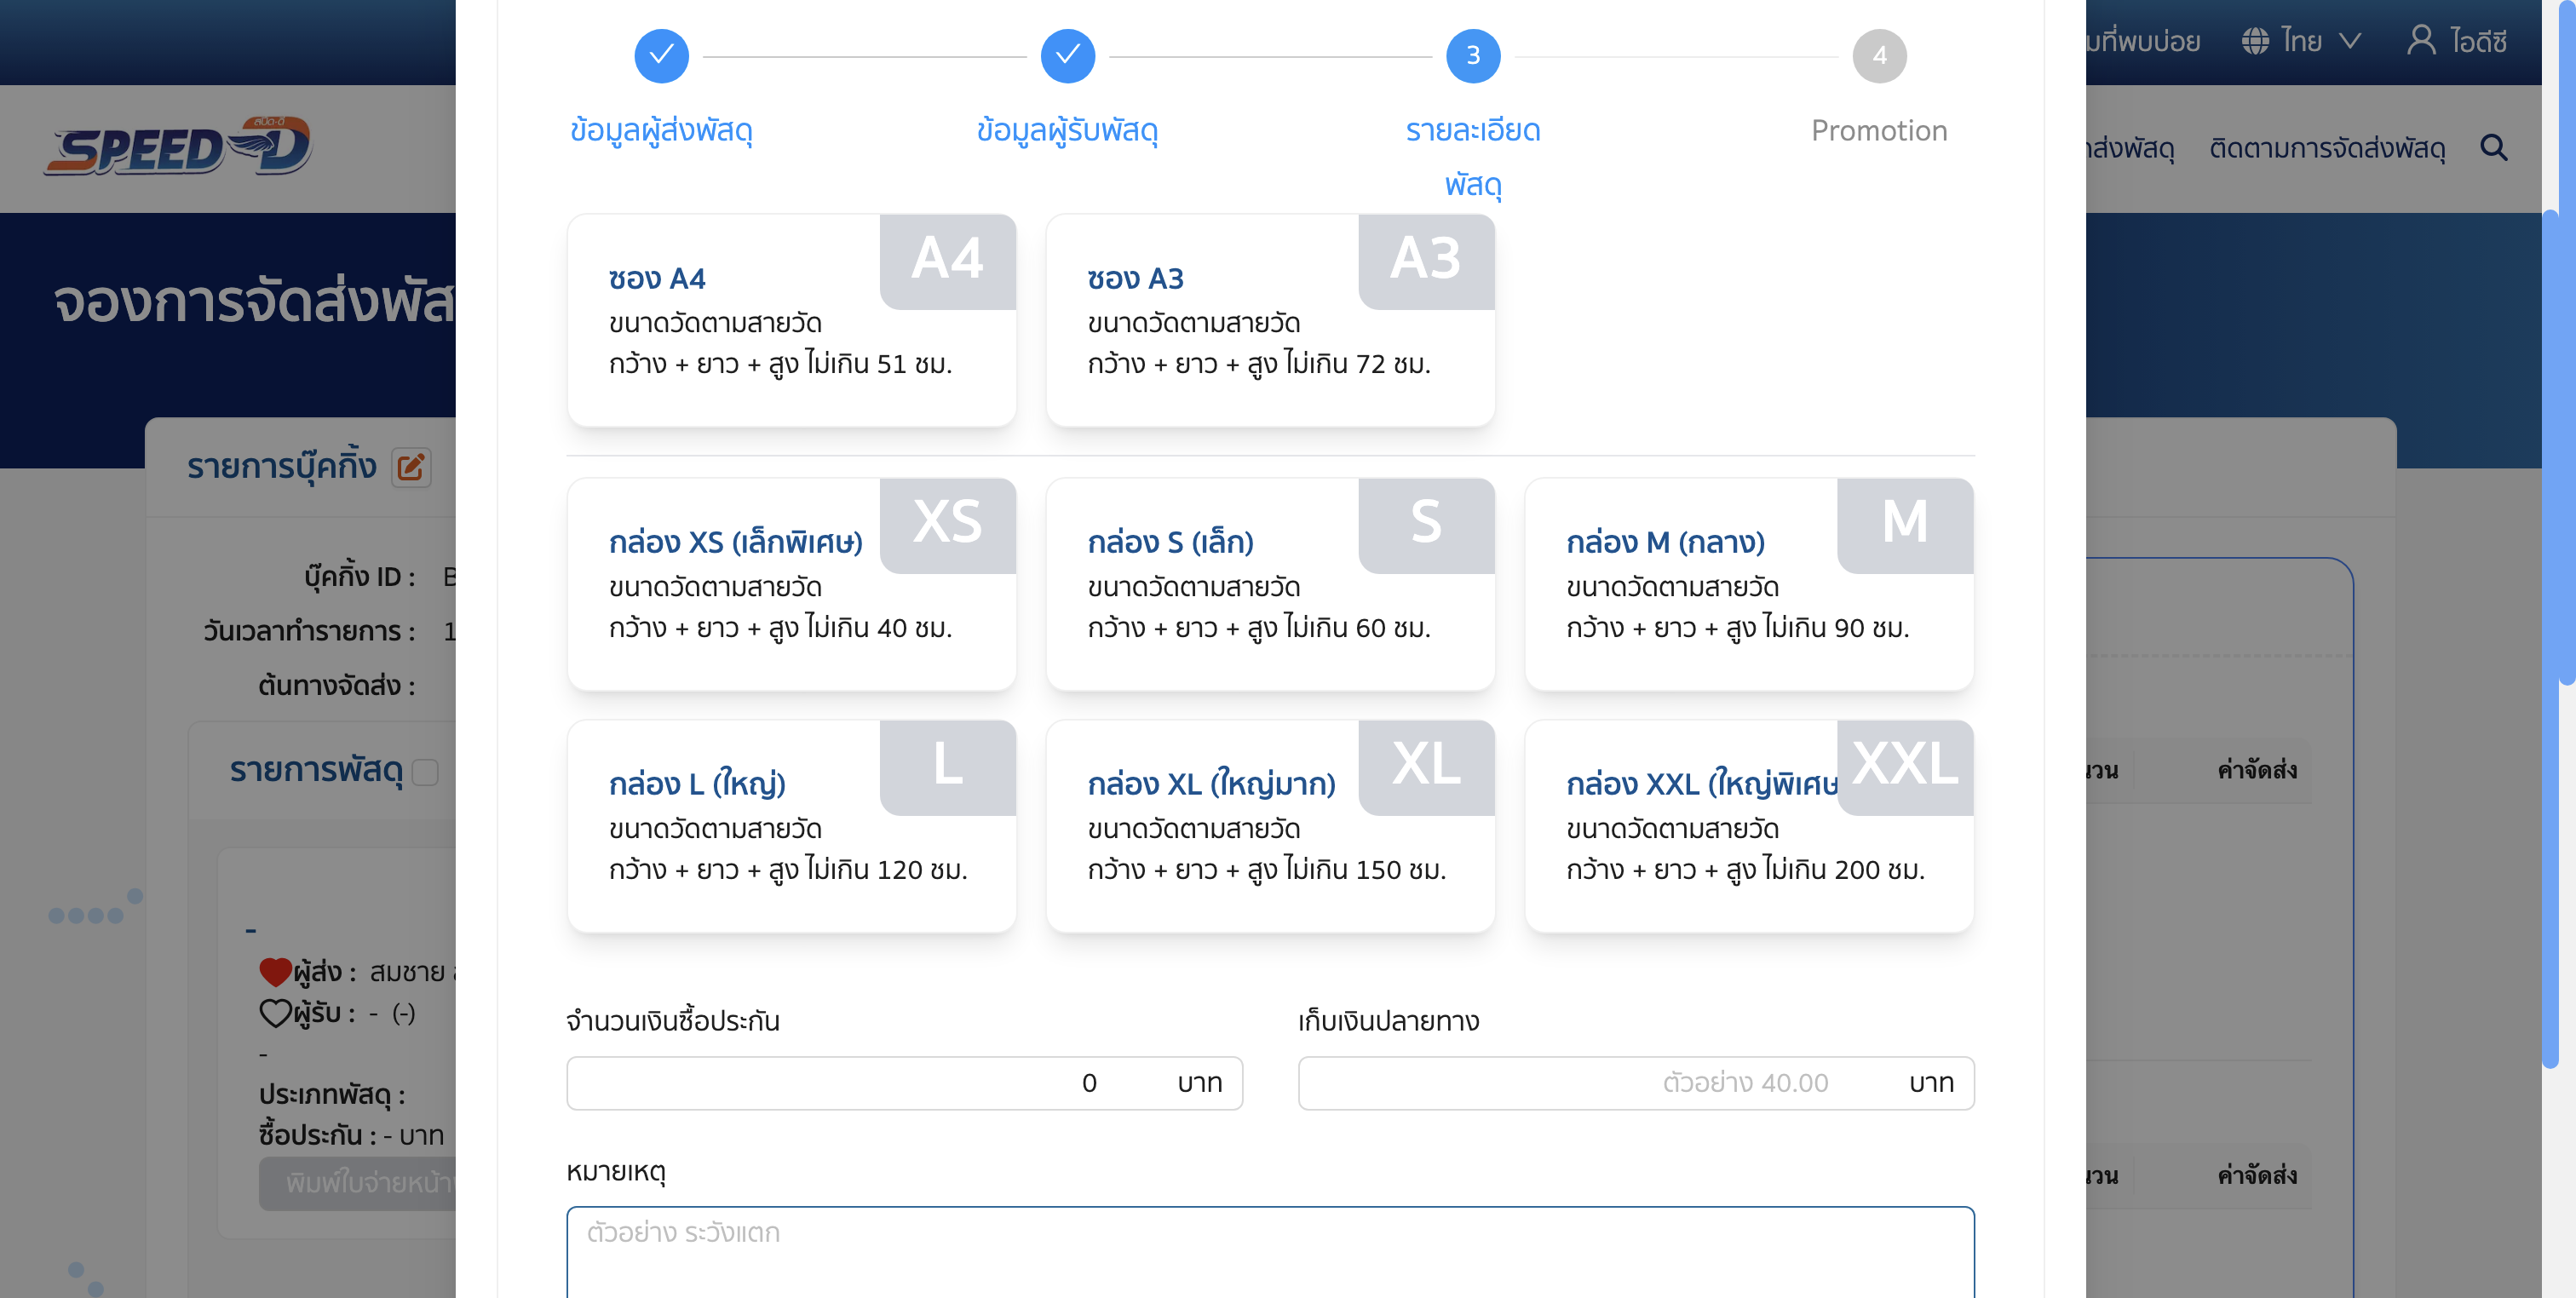 3
4
ข้อมูลผู้ส่งพัสดุ
ข้อมูลผู้รับพัสดุ
รายละเอียด
พัสดุ
Promotion
ไทย
ไอดีซี
สปีด-ดี
SPEED D
ติดตามการจัดส่งพัสดุ
A4
ซอง A4
ขนาดวัดตามสายวัด
กว้าง + ยาว + สูง ไม่เกิน 51 ซม.
A3
ซอง A3
ขนาดวัดตามสายวัด
กว้าง + ยาว + สูง ไม่เกิน 72 ซม.
XS
กล่อง XS (เล็กพิเศษ)
ขนาดวัดตามสายวัด
กว้าง + ยาว + สูง ไม่เกิน 40 ซม.
S
กล่อง S (เล็ก)
ขนาดวัดตามสายวัด
กว้าง + ยาว + สูง ไม่เกิน 60 ซม.
M
กล่อง M (กลาง)
ขนาดวัดตามสายวัด
กว้าง + ยาว + สูง ไม่เกิน 90 ซม.
L
กล่อง L (ใหญ่)
ขนาดวัดตามสายวัด
กว้าง + ยาว + สูง ไม่เกิน 120 ซม.
XL
กล่อง XL (ใหญ่มาก)
ขนาดวัดตามสายวัด
กว้าง + ยาว + สูง ไม่เกิน 150 ซม.
XXL
กล่อง XXL (ใหญ่พิเศษ
ขนาดวัดตามสายวัด
กว้าง + ยาว + สูง ไม่เกิน 200 ซม.
จำนวนเงินซื้อประกัน
0 บาท
เก็บเงินปลายทาง
ตัวอย่าง 40.00 บาท
หมายเหตุ
ตัวอย่าง ระวังแตก
จองการจัดส่งพัส
รายการบุ๊คกิ้ง
บุ๊คกิ้ง ID : B
วันเวลาทำรายการ : 1
ต้นทางจัดส่ง :
รายการพัสดุ
-
ผู้ส่ง : สมชาย
ผู้รับ : - (-)
-
ประเภทพัสดุ :
ซื้อประกัน : - บาท
พิมพ์ใบจ่ายหน้า
ค่าจัดส่ง
ค่าจัดส่ง